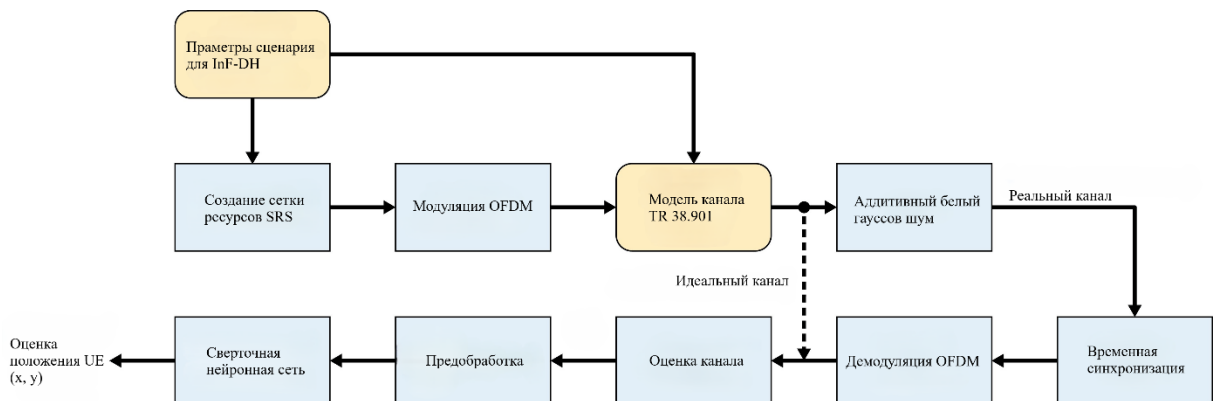 Праметры сценария
для InF-DH
Создание сетки
ресурсов SRS
Модуляция OFDM
Модель канала
TR 38.901
Аддитивный белый
гауссов шум
Реальный канал
Идеальный канал
Оценка
положения UE
(x, y)
Сверточная
нейронная сеть
Предобработка
Оценка канала
Демодуляция OFDM
Временная
синхронизация